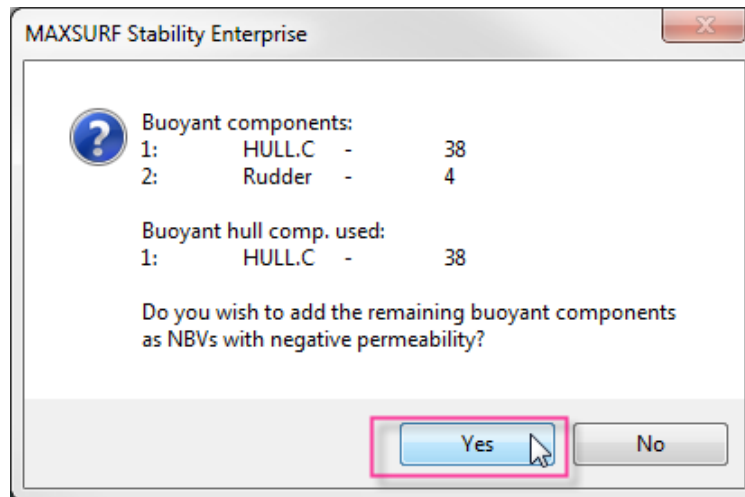 MAXSURF Stability Enterprise
Buoyant components:
1: HULL.C - 38
2: Rudder - 4
Buoyant hull comp. used:
1: HULL.C - 38
Do you wish to add the remaining buoyant components
as NBVs with negative permeability?
Yes No